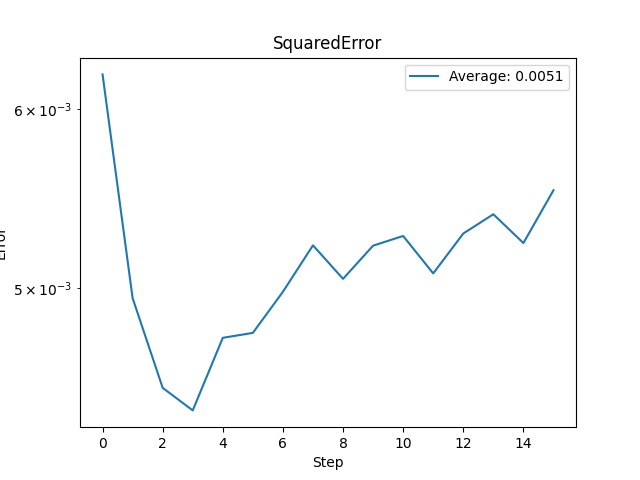 SquaredError
Average: 0.0051
6 × 10⁻³
5 × 10⁻³
Error
0 2 4 6 8 10 12 14
Step